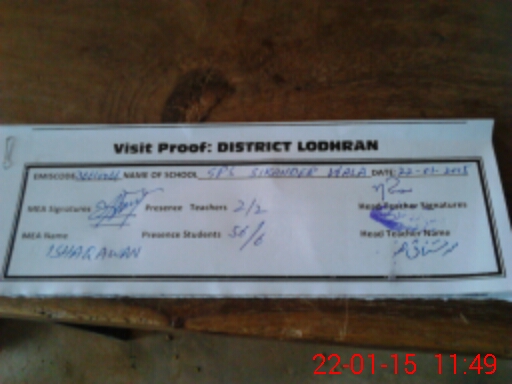 Visit Proof: DISTRICT LODHRAN
EMISCODE NAME OF SCHOOL GPS SIKANDER WALA DATE 22-01-2015
MEA Signatures Presence Teachers 2/2 Head Teacher Signatures
MEA Name Presence Students 56/6 Head Teacher Name
22-01-15 11:49